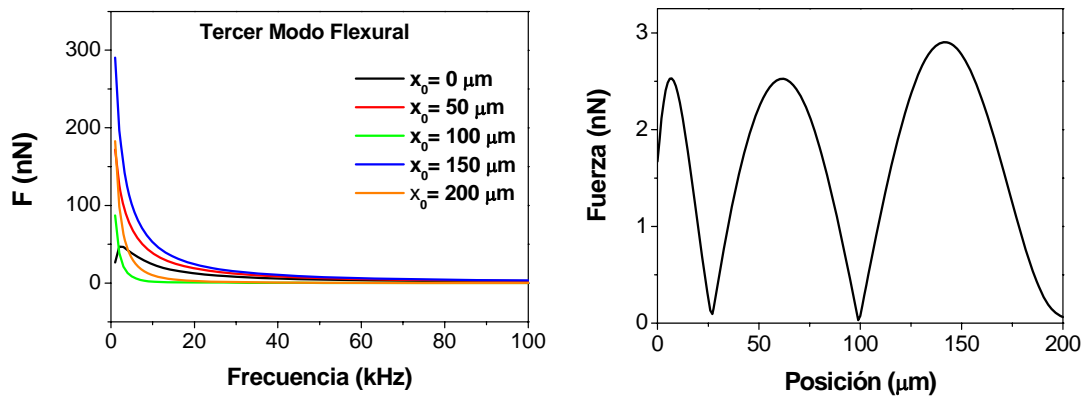 Tercer Modo Flexural
x0= 0 μm
x0= 50 μm
x0= 100 μm
x0= 150 μm
x0= 200 μm
F (nN)
300
200
100
0
0 20 40 60 80 100
Frecuencia (kHz)
Fuerza (nN)
3
2
1
0
0 50 100 150 200
Posición (μm)